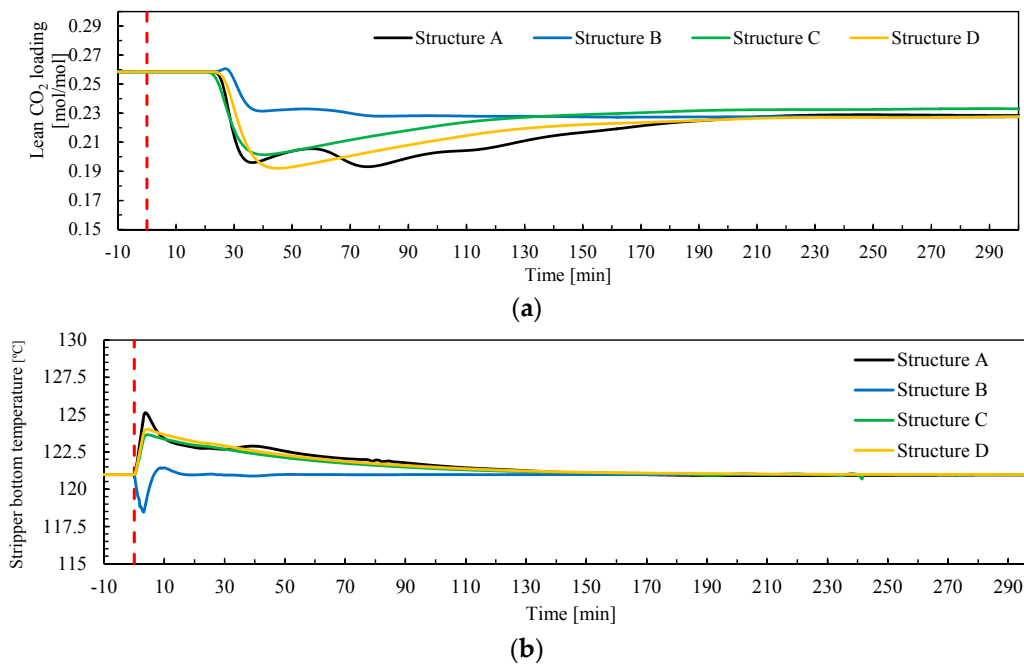 0.29
0.27
0.25
0.23
0.21
0.19
0.17
0.15
Lean CO₂ loading
[mol/mol]
Structure A Structure B Structure C Structure D
-10 10 30 50 70 90 110 130 150 170 190 210 230 250 270 290
Time [min]
(a)
130
127.5
125
122.5
120
117.5
115
Stripper bottom temperature [ºC]
Structure A
Structure B
Structure C
Structure D
-10 10 30 50 70 90 110 130 150 170 190 210 230 250 270 290
Time [min]
(b)